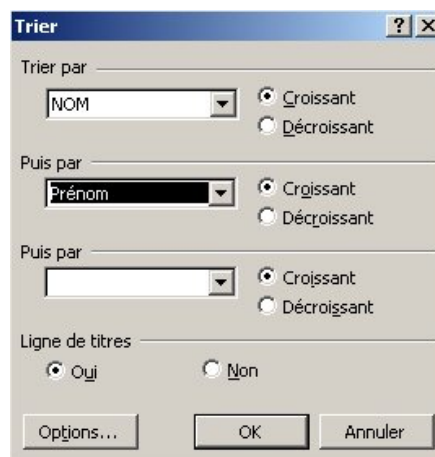 Trier
Trier par
NOM
Croissant
Décroissant
Puis par
Prénom
Croissant
Décroissant
Puis par
Croissant
Décroissant
Ligne de titres
Oui
Non
Options...
OK
Annuler